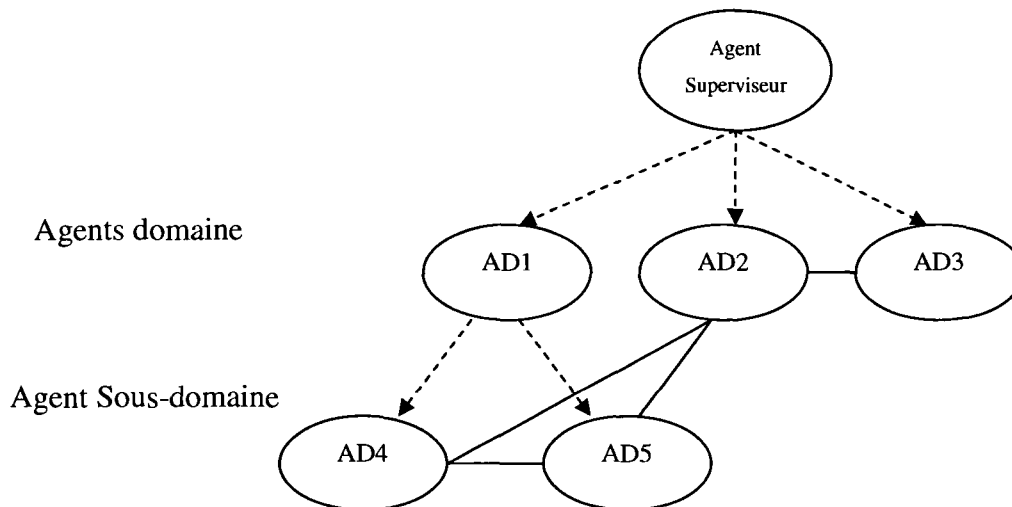 Agent
Superviseur
Agents domaine
AD1
AD2
AD3
Agent Sous-domaine
AD4
AD5